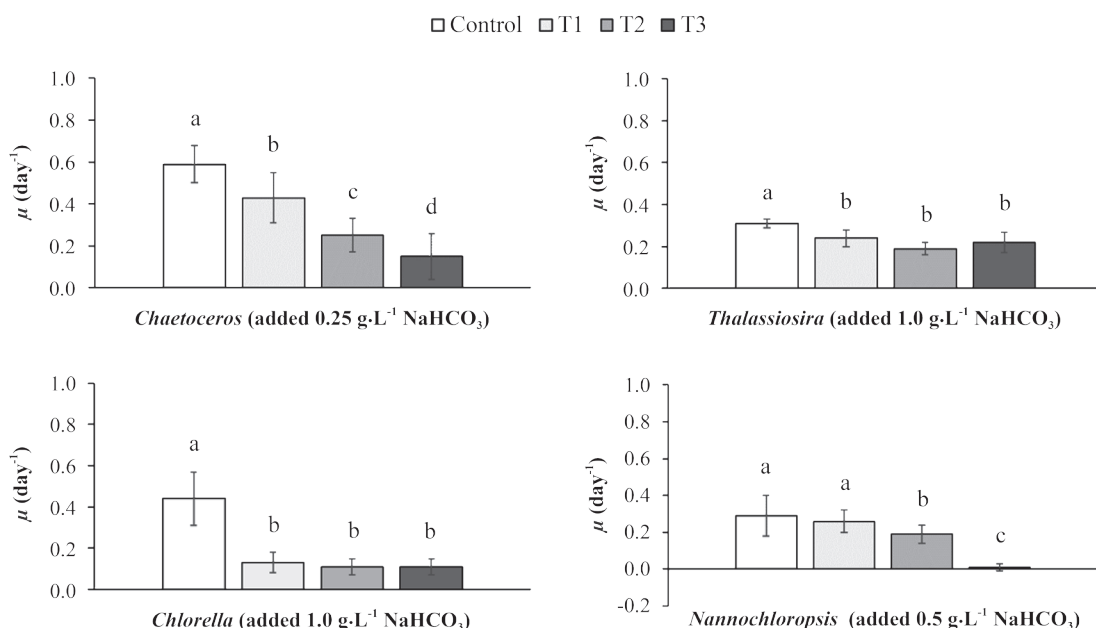 Control T1 T2 T3
1.0
0.8
0.6
0.4
0.2
0.0
μ (day⁻¹)
a
b
c
d
Chaetoceros (added 0.25 g·L⁻¹ NaHCO₃)
1.0
0.8
0.6
0.4
0.2
0.0
μ (day⁻¹)
a
b
b
b
Thalassiosira (added 1.0 g·L⁻¹ NaHCO₃)
1.0
0.8
0.6
0.4
0.2
0.0
μ (day⁻¹)
a
b
b
b
Chlorella (added 1.0 g·L⁻¹ NaHCO₃)
1.0
0.8
0.6
0.4
0.2
0.0
-0.2
μ (day⁻¹)
a
a
b
c
Nannochloropsis (added 0.5 g·L⁻¹ NaHCO₃)